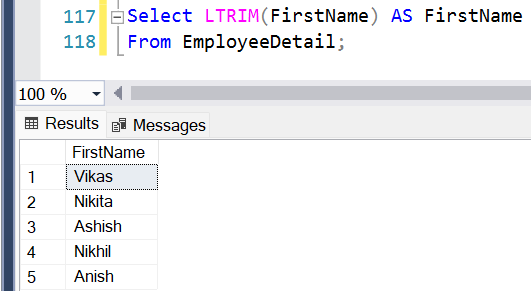 117 Select LTRIM(FirstName) AS FirstName
118 From EmployeeDetail;
100 %
Results Messages
FirstName
1 Vikas
2 Nikita
3 Ashish
4 Nikhil
5 Anish